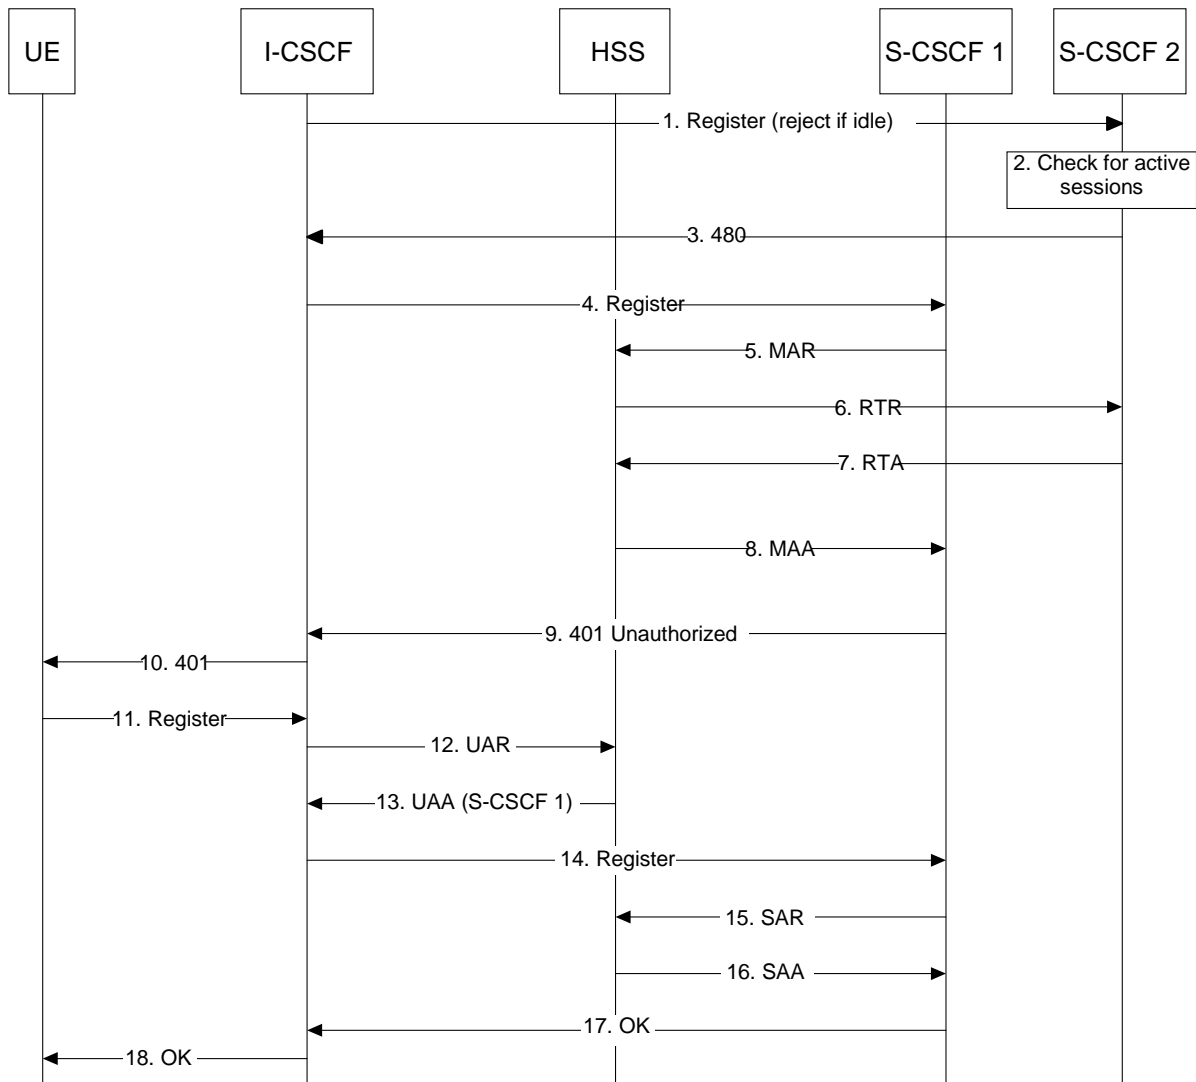 UE
I-CSCF
HSS
S-CSCF 1
S-CSCF 2
1. Register (reject if idle)
2. Check for active
sessions
3. 480
4. Register
5. MAR
6. RTR
7. RTA
8. MAA
9. 401 Unauthorized
10. 401
11. Register
12. UAR
13. UAA (S-CSCF 1)
14. Register
15. SAR
16. SAA
17. OK
18. OK